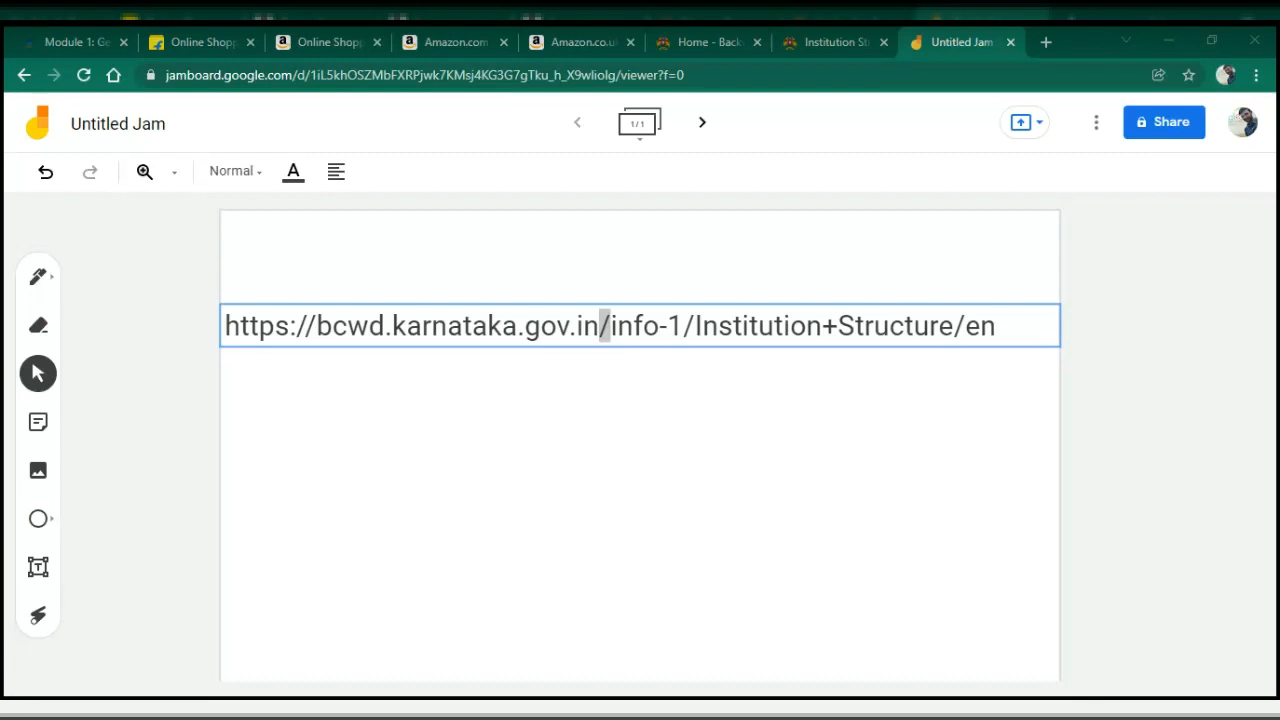 Module 1: Ge
Online Shopp
Online Shopp
Amazon.com
Amazon.co.u
Home - Back
Institution St
Untitled Jam
jamboard.google.com/d/1iL5khOSZMbFXRPjwk7KMsj4KG3G7gTku_h_X9wIiolg/viewer?f=0
Untitled Jam
1/1
Share
Normal
A
https://bcwd.karnataka.gov.in/info-1/Institution+Structure/en